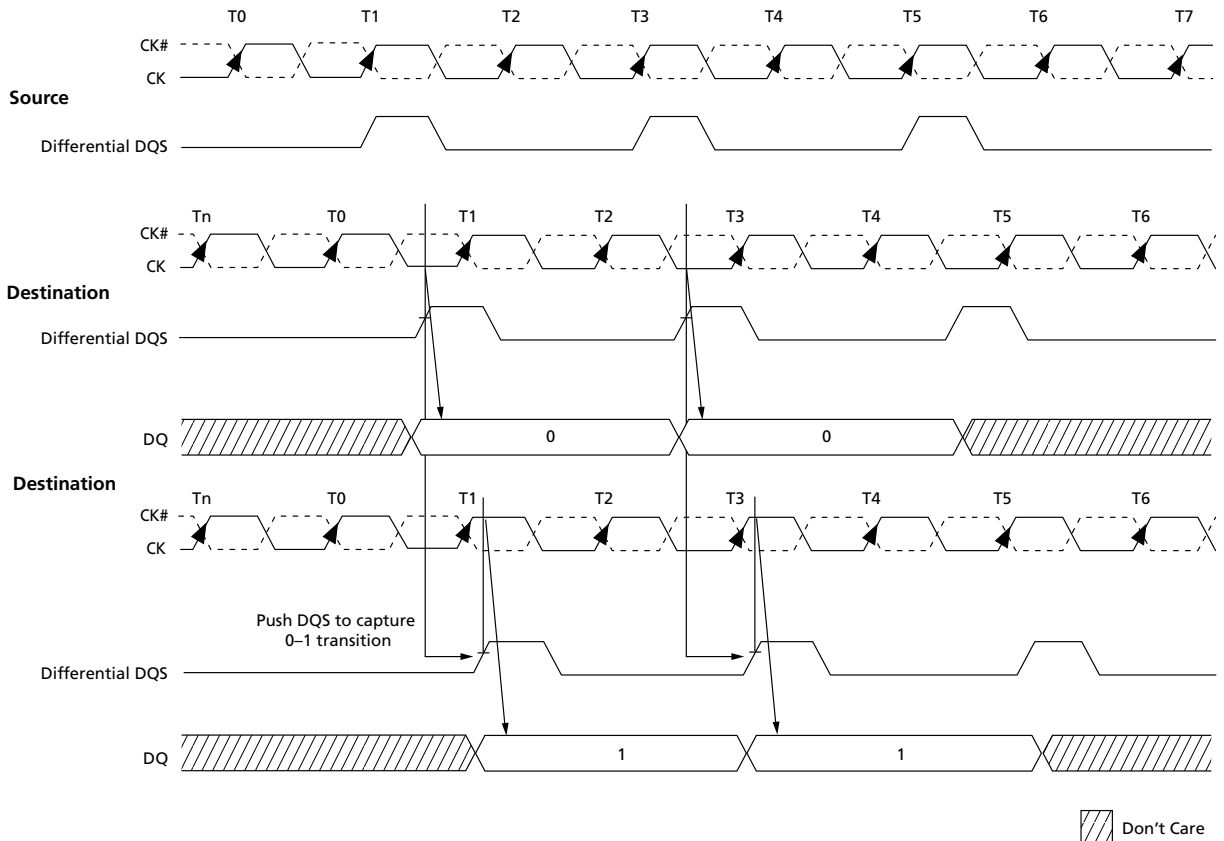 T0 T1 T2 T3 T4 T5 T6 T7
CK#
CK
Source
Differential DQS
Tn T0 T1 T2 T3 T4 T5 T6
CK#
CK
Destination
Differential DQS
DQ 0 0
Destination
Tn T0 T1 T2 T3 T4 T5 T6
CK#
CK
Push DQS to capture
0–1 transition
Differential DQS
DQ 1 1
Don't Care